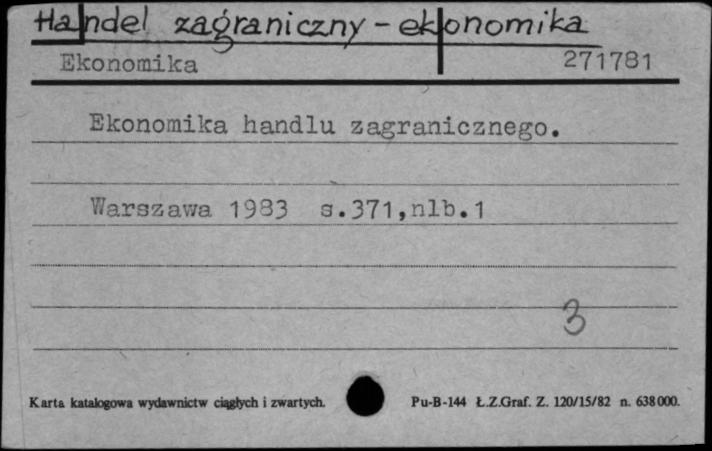 Handel zagraniczny - ekonomika
Ekonomika 271781
Ekonomika handlu zagranicznego.
Warszawa 1983 s.371,nlb.1
3
Karta katalogowa wydawnictw ciągłych i zwartych. Pu-B-144 Ł.Z.Graf. Z. 120/15/82 n. 638000.